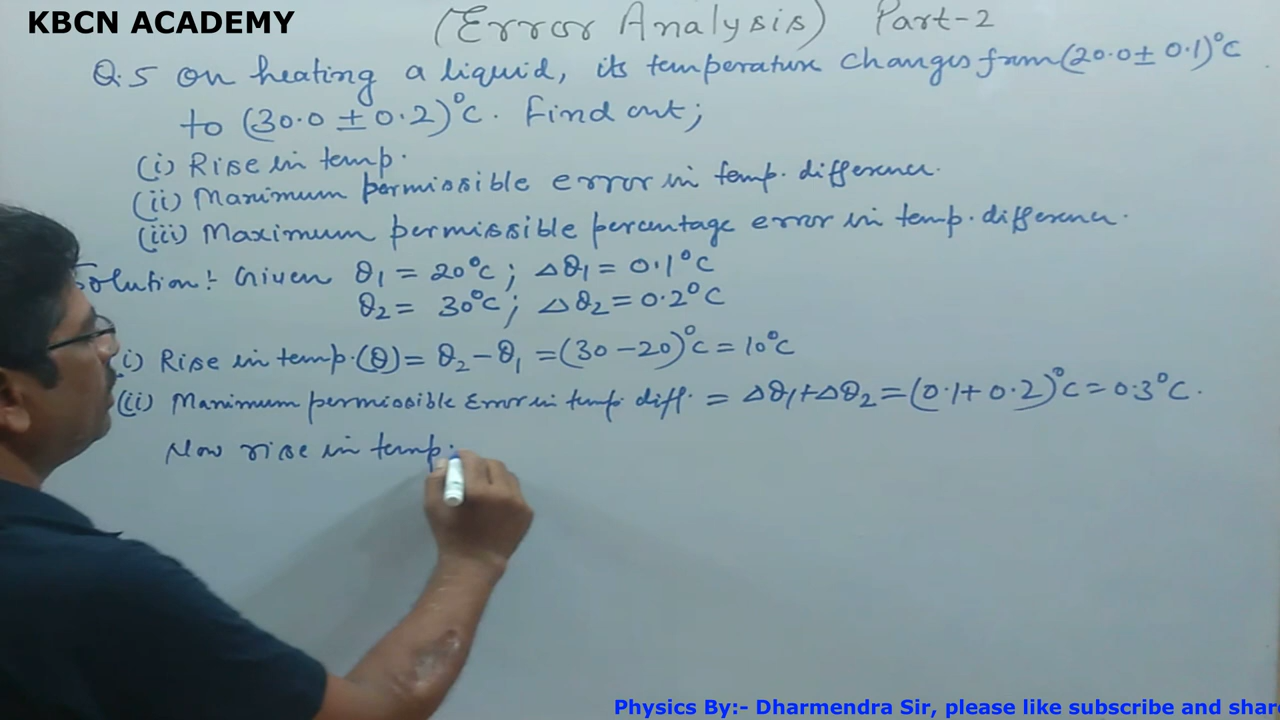 KBCN ACADEMY
(Error Analysis) Part-2
Q.5 On heating a liquid, its temperature changes from (20.0 ± 0.1)°C
to (30.0 ± 0.2)°C. Find out;
(i) Rise in temp.
(ii) Maximum permissible error in temp. difference.
(iii) Maximum permissible percentage error in temp. difference.
Solution:- Given θ1 = 20°C ; Δθ1 = 0.1°C
θ2 = 30°C ; Δθ2 = 0.2°C
i) Rise in temp. (θ) = θ2 - θ1 = (30 - 20)°C = 10°C
(ii) Maximum permissible Error in temp. diff. = Δθ1 + Δθ2 = (0.1 + 0.2)°C = 0.3°C.
Now rise in temp.
Physics By:- Dharmendra Sir, please like subscribe and shar